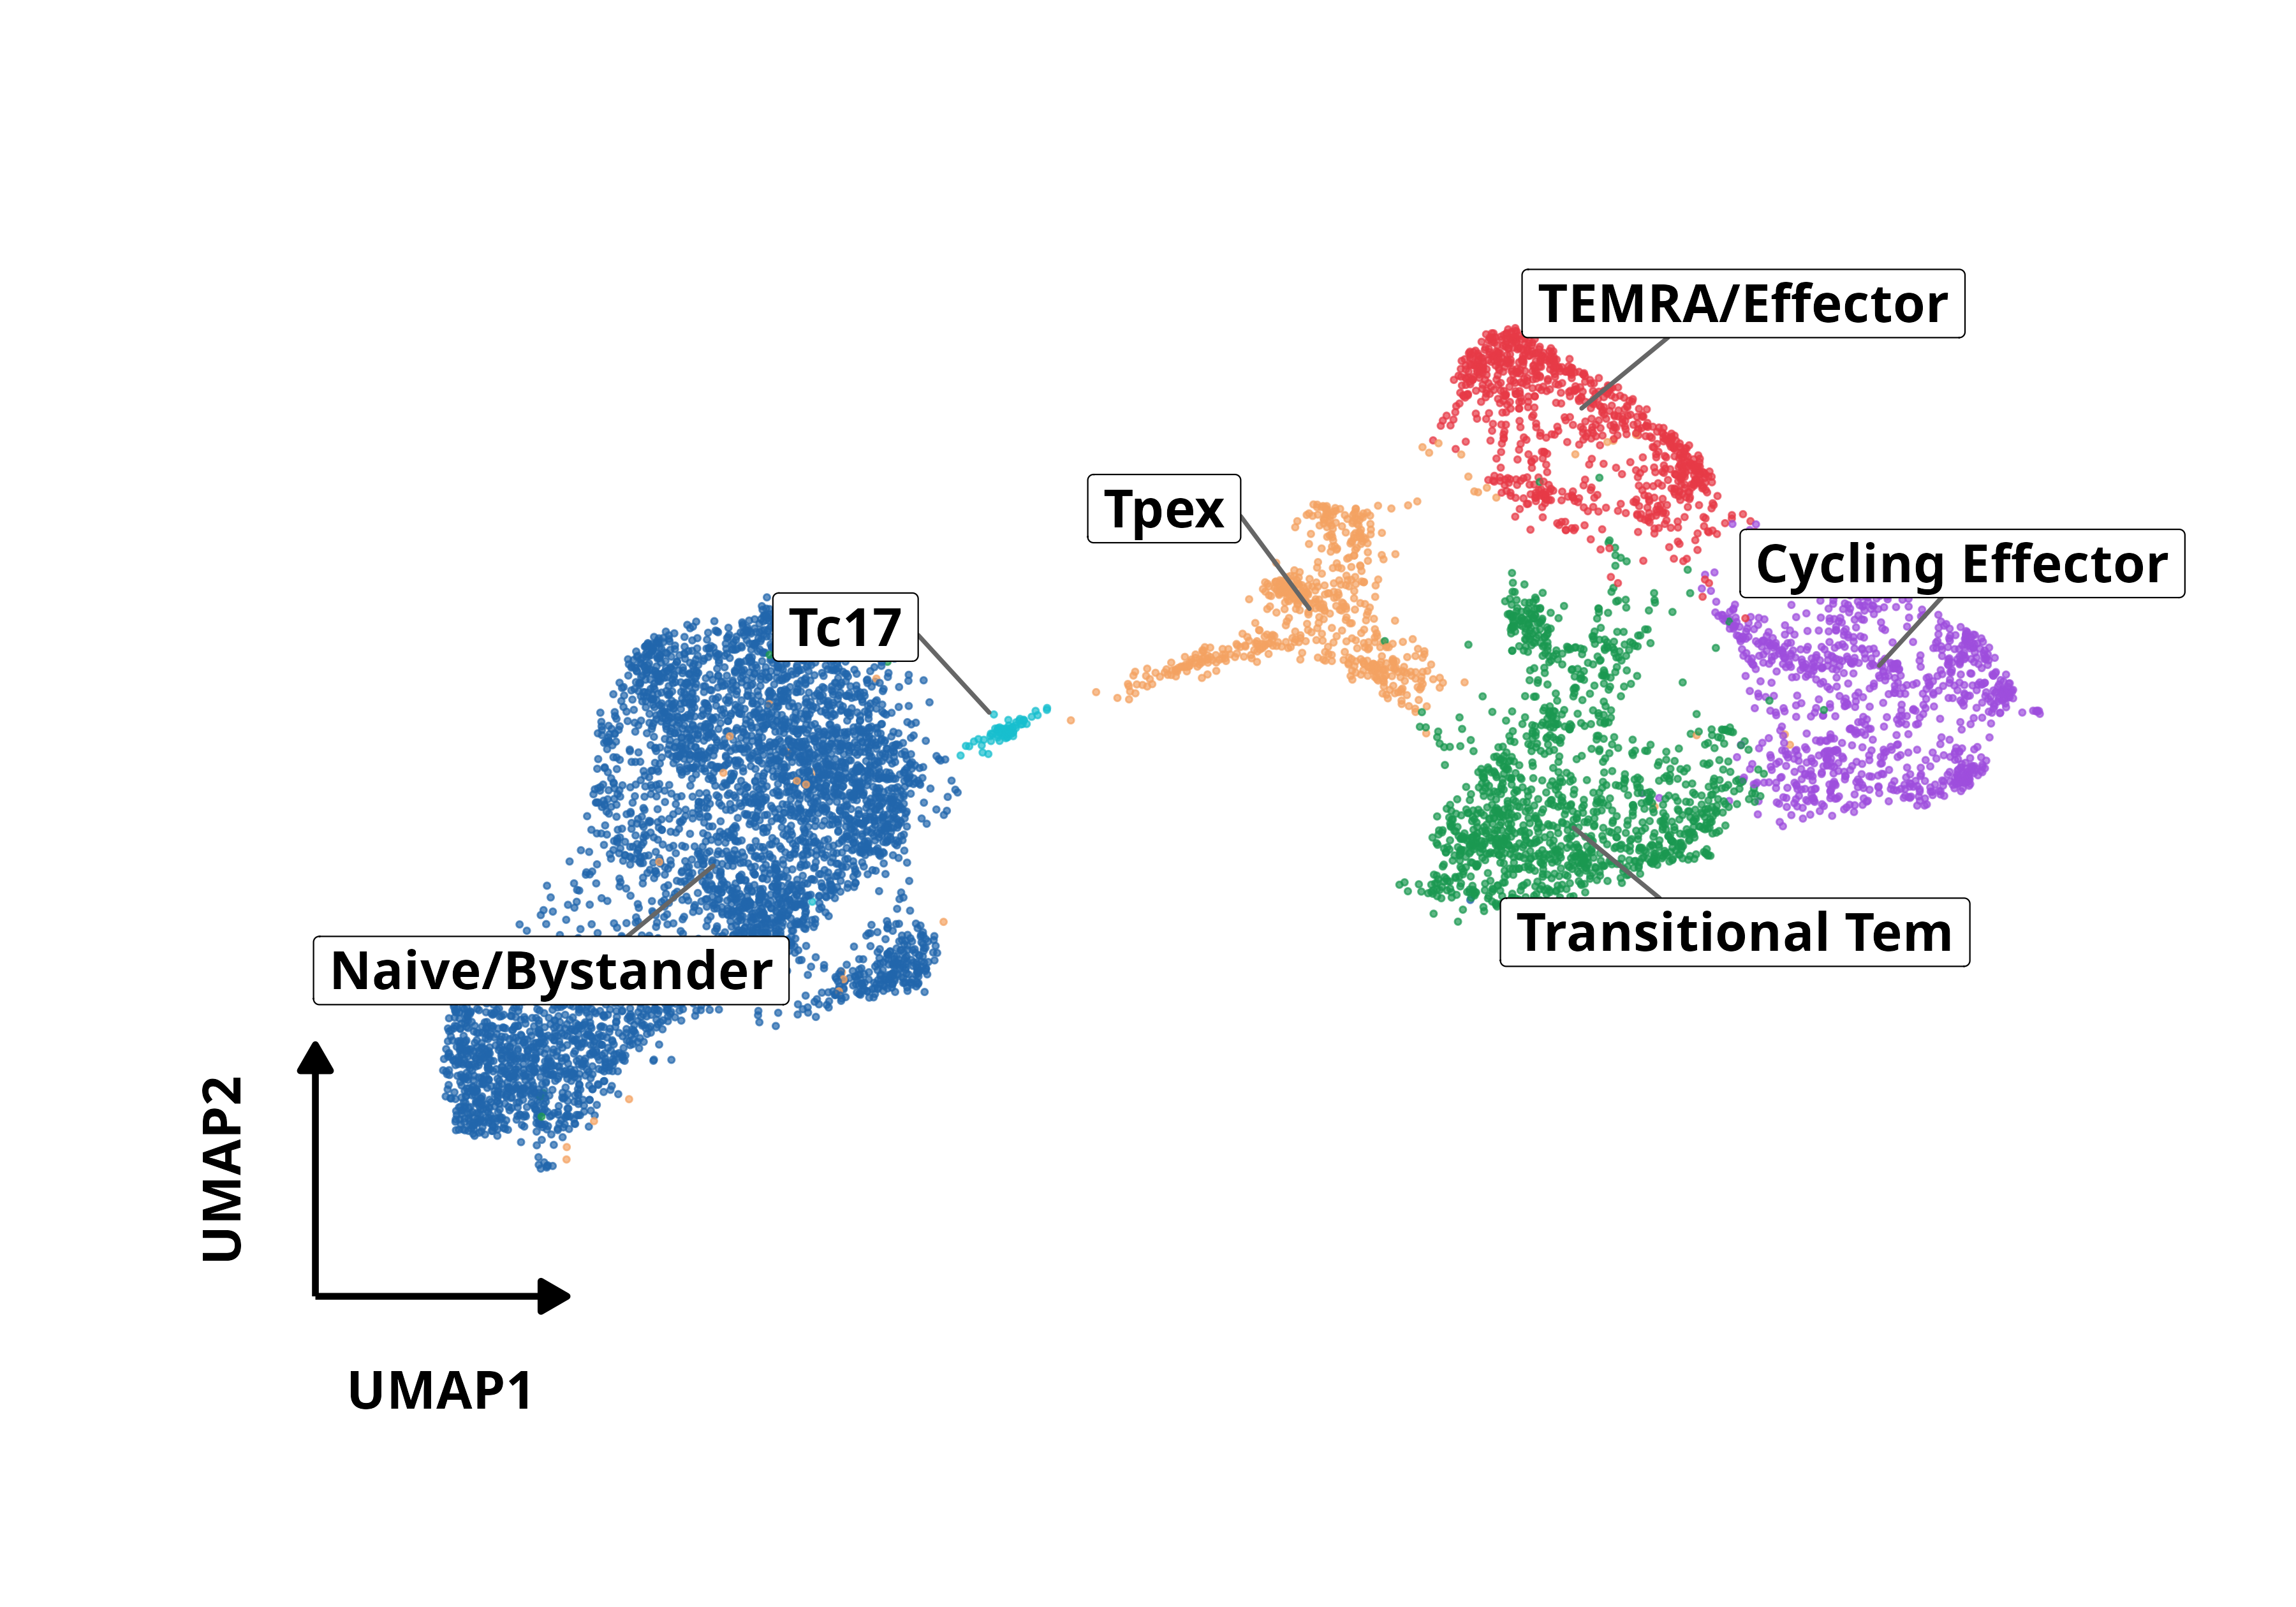 TEMRA/Effector
Tpex
Cycling Effector
Tc17
Transitional Tem
Naive/Bystander
UMAP2
UMAP1